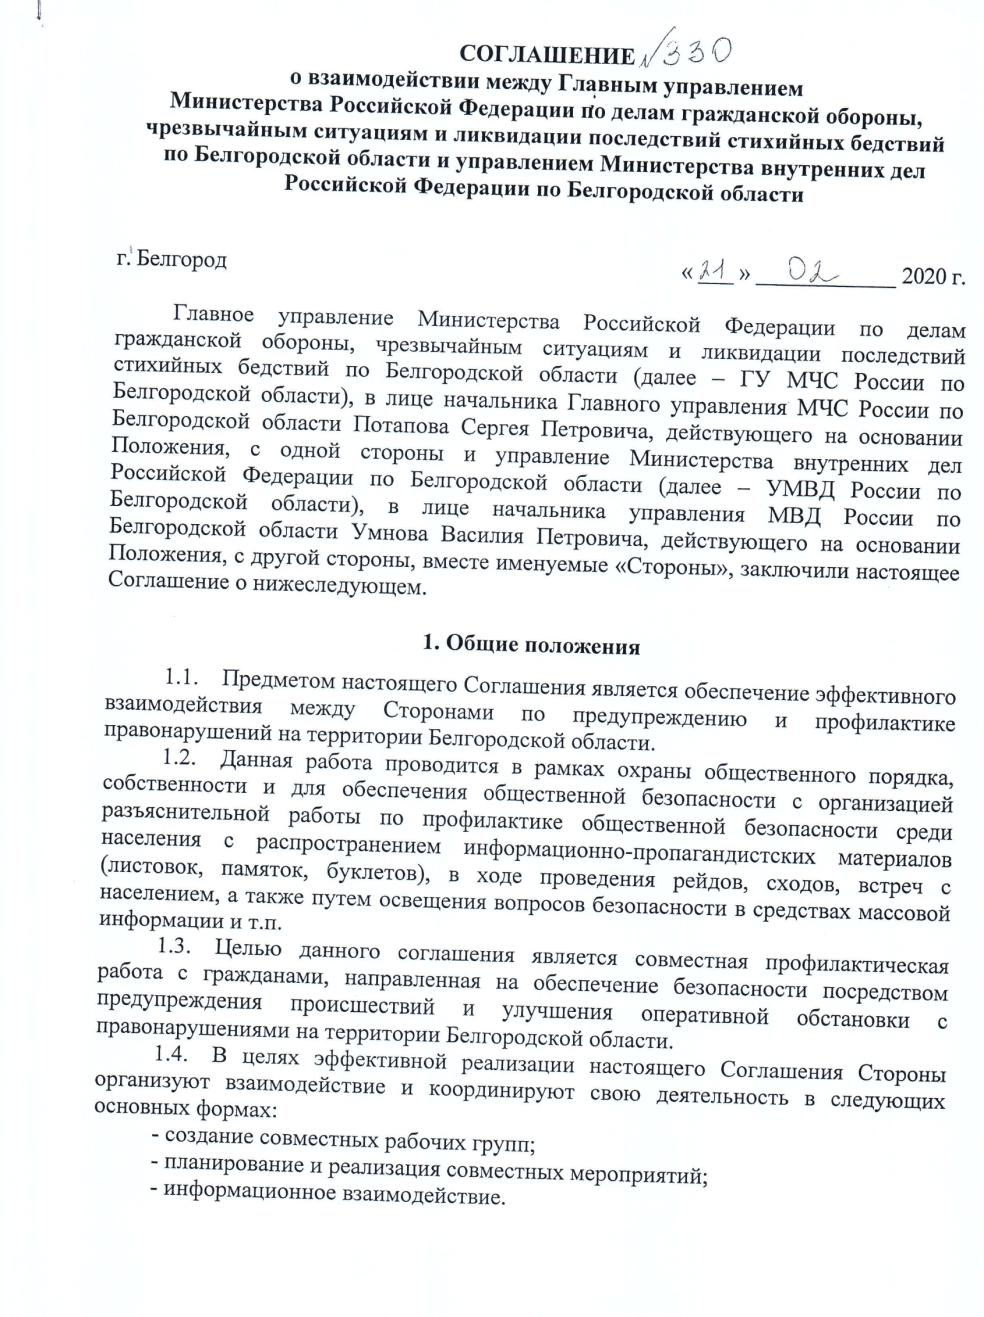 СОГЛАШЕНИЕ №330
о взаимодействии между Главным управлением
Министерства Российской Федерации по делам гражданской обороны,
чрезвычайным ситуациям и ликвидации последствий стихийных бедствий
по Белгородской области и управлением Министерства внутренних дел
Российской Федерации по Белгородской области
г. Белгород
«21» 02 2020 г.
Главное управление Министерства Российской Федерации по делам
гражданской обороны, чрезвычайным ситуациям и ликвидации последствий
стихийных бедствий по Белгородской области (далее – ГУ МЧС России по
Белгородской области), в лице начальника Главного управления МЧС России по
Белгородской области Потапова Сергея Петровича, действующего на основании
Положения, с одной стороны и управление Министерства внутренних дел
Российской Федерации по Белгородской области (далее – УМВД России по
Белгородской области), в лице начальника управления МВД России по
Белгородской области Умнова Василия Петровича, действующего на основании
Положения, с другой стороны, вместе именуемые «Стороны», заключили настоящее
Соглашение о нижеследующем.
1. Общие положения
1.1. Предметом настоящего Соглашения является обеспечение эффективного
взаимодействия между Сторонами по предупреждению и профилактике
правонарушений на территории Белгородской области.
1.2. Данная работа проводится в рамках охраны общественного порядка,
собственности и для обеспечения общественной безопасности с организацией
разъяснительной работы по профилактике общественной безопасности среди
населения с распространением информационно-пропагандистских материалов
(листовок, памяток, буклетов), в ходе проведения рейдов, сходов, встреч с
населением, а также путем освещения вопросов безопасности в средствах массовой
информации и т.п.
1.3. Целью данного соглашения является совместная профилактическая
работа с гражданами, направленная на обеспечение безопасности посредством
предупреждения происшествий и улучшения оперативной обстановки с
правонарушениями на территории Белгородской области.
1.4. В целях эффективной реализации настоящего Соглашения Стороны
организуют взаимодействие и координируют свою деятельность в следующих
основных формах:
- создание совместных рабочих групп;
- планирование и реализация совместных мероприятий;
- информационное взаимодействие.